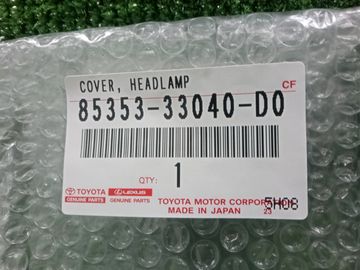 COVER, HEADLAMP
CF
85353-33040-D0
QTY: 1
TOYOTA LEXUS
GENUINE PARTS GENUINE PARTS
TOYOTA MOTOR CORPORATION
MADE IN JAPAN 23
5H08